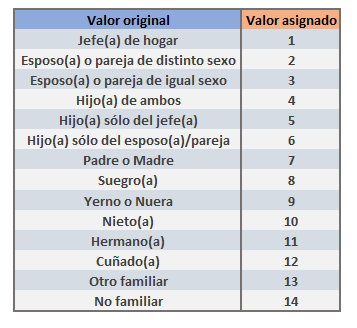 Valor original Valor asignado
Jefe(a) de hogar 1
Esposo(a) o pareja de distinto sexo 2
Esposo(a) o pareja de igual sexo 3
Hijo(a) de ambos 4
Hijo(a) sólo del jefe(a) 5
Hijo(a) sólo del esposo(a)/pareja 6
Padre o Madre 7
Suegro(a) 8
Yerno o Nuera 9
Nieto(a) 10
Hermano(a) 11
Cuñado(a) 12
Otro familiar 13
No familiar 14